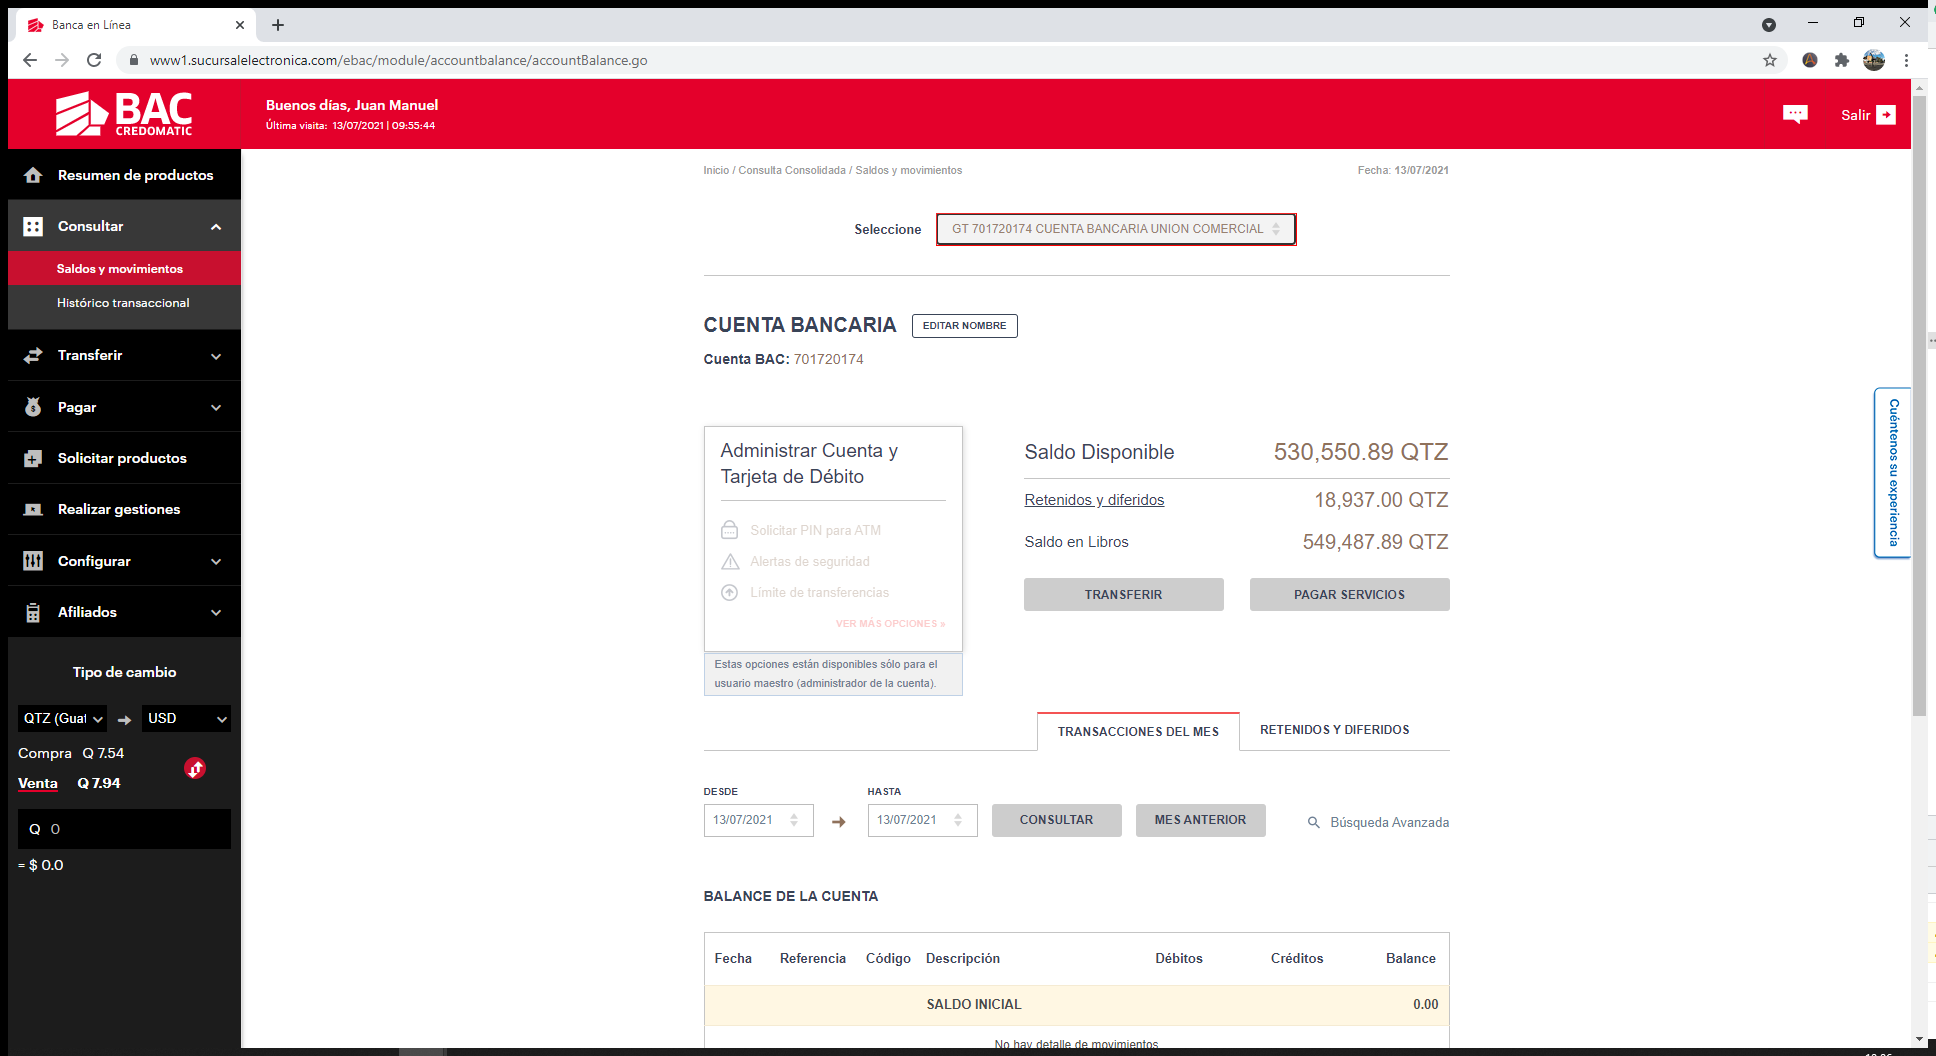 Banca en Línea
www1.sucursalelectronica.com/ebac/module/accountbalance/accountBalance.go
BAC
CREDOMATIC
Buenos días, Juan Manuel
Última visita: 13/07/2021 | 09:55:44
Salir
Resumen de productos
Consultar
Saldos y movimientos
Histórico transaccional
Transferir
Pagar
Solicitar productos
Realizar gestiones
Configurar
Afiliados
Tipo de cambio
QTZ (Guat
USD
Compra Q 7.54
Venta Q 7.94
Q 0
= $ 0.0
Inicio / Consulta Consolidada / Saldos y movimientos
Fecha: 13/07/2021
Seleccione
GT 701720174 CUENTA BANCARIA UNION COMERCIAL
CUENTA BANCARIA
EDITAR NOMBRE
Cuenta BAC: 701720174
Administrar Cuenta y
Tarjeta de Débito
Solicitar PIN para ATM
Alertas de seguridad
Límite de transferencias
VER MÁS OPCIONES »
Estas opciones están disponibles sólo para el
usuario maestro (administrador de la cuenta).
Saldo Disponible 530,550.89 QTZ
Retenidos y diferidos 18,937.00 QTZ
Saldo en Libros 549,487.89 QTZ
TRANSFERIR
PAGAR SERVICIOS
Cuéntenos su experiencia
TRANSACCIONES DEL MES
RETENIDOS Y DIFERIDOS
DESDE
HASTA
13/07/2021
13/07/2021
CONSULTAR
MES ANTERIOR
Búsqueda Avanzada
BALANCE DE LA CUENTA
Fecha Referencia Código Descripción Débitos Créditos Balance
SALDO INICIAL 0.00
No hay detalle de movimientos